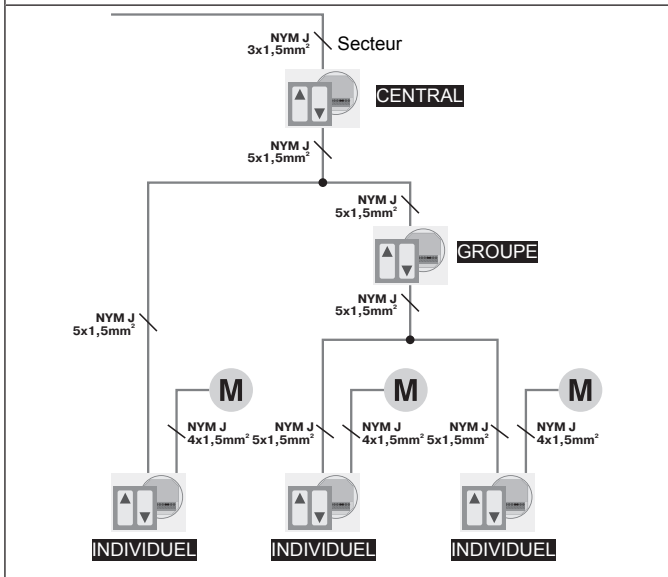 NYM J
3x1,5mm²
Secteur
CENTRAL
NYM J
5x1,5mm²
NYM J
5x1,5mm²
GROUPE
NYM J
5x1,5mm²
NYM J
5x1,5mm²
M
M
M
NYM J
4x1,5mm²
NYM J
5x1,5mm²
NYM J
4x1,5mm²
NYM J
5x1,5mm²
NYM J
4x1,5mm²
INDIVIDUEL
INDIVIDUEL
INDIVIDUEL